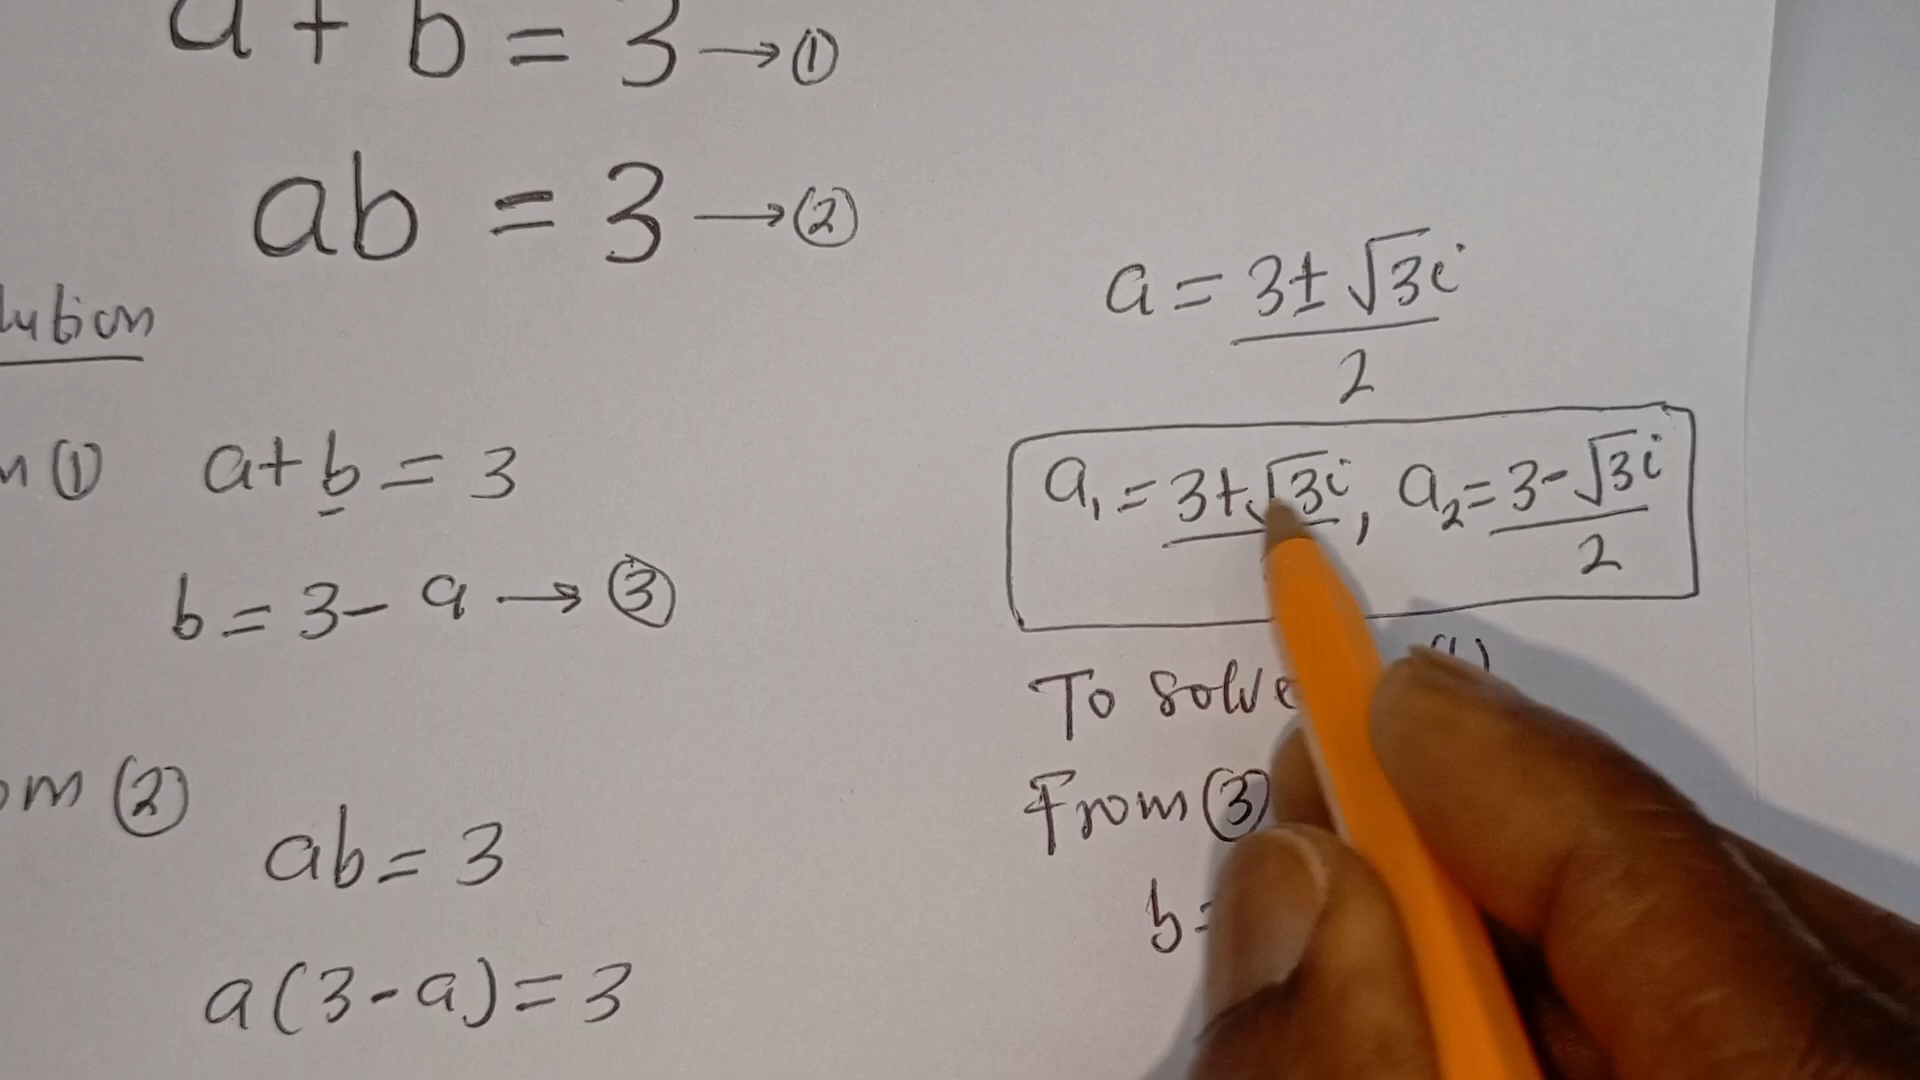 a + b = 3 → ①
ab = 3 → ②
lution
m ① a + b = 3
b = 3 - a → ③
om ②
ab = 3
a(3 - a) = 3
a = 3 ± √3i / 2
a₁ = 3 + √3i, a₂ = 3 - √3i / 2
To solve
From ③
b =